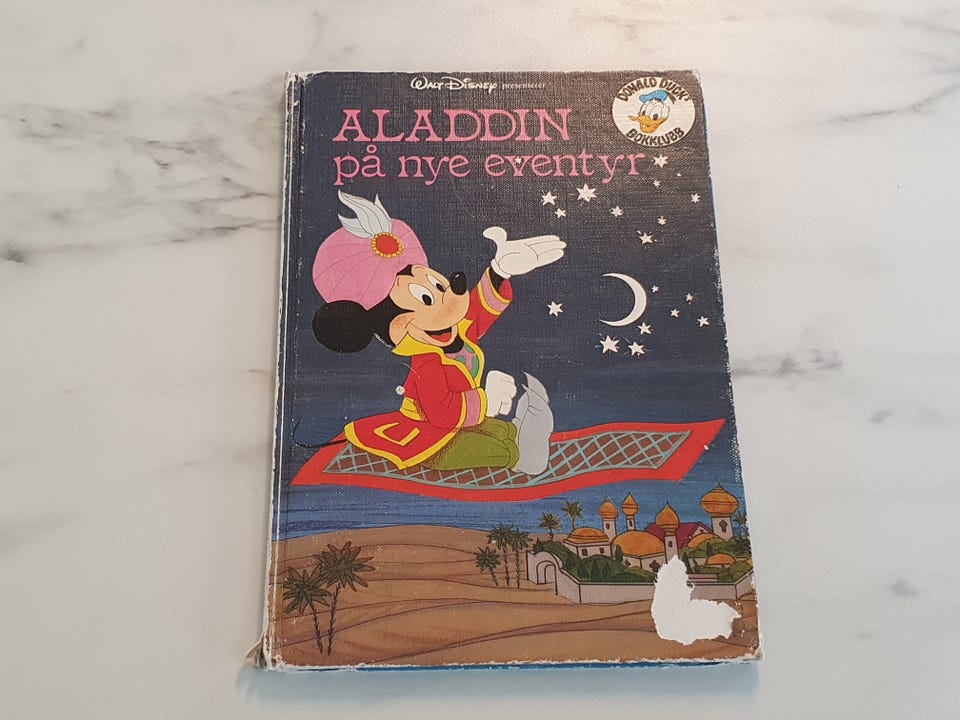 WALT DISNEY presenterer
ALADDIN
på nye eventyr
DONALD DUCK'S
BOKKLUBB